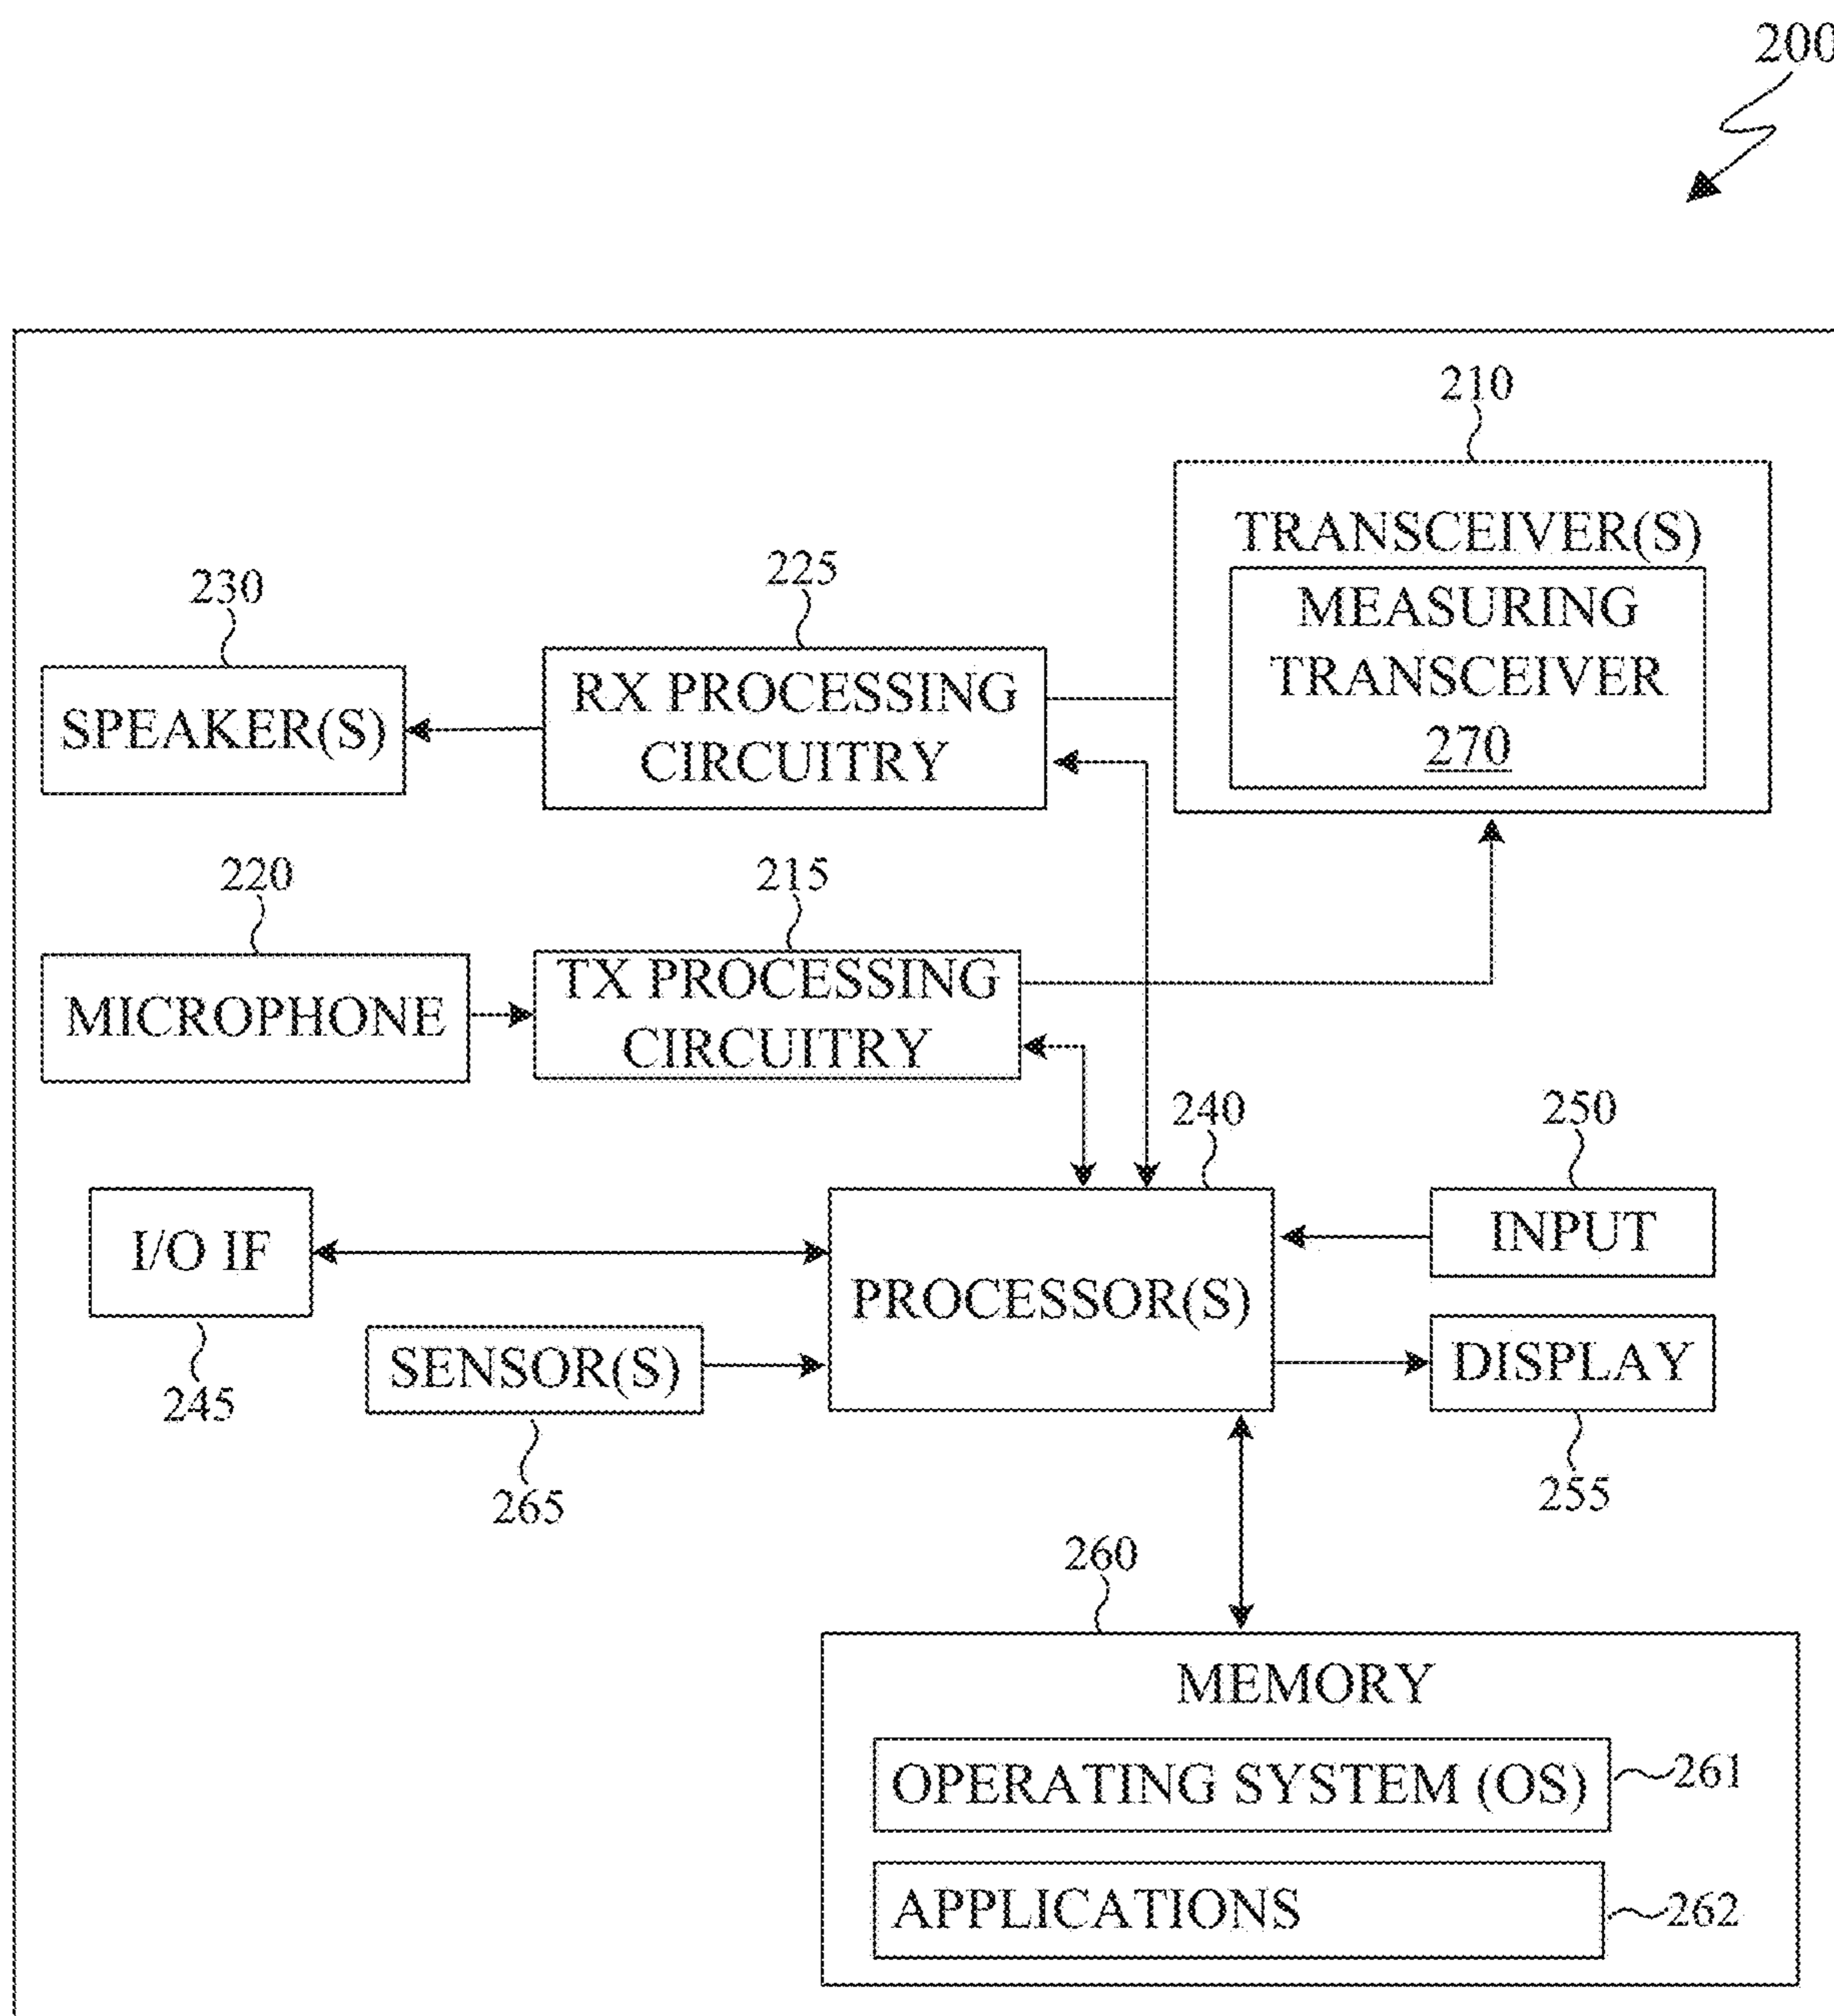 200
210
TRANSCEIVER(S)
MEASURING
TRANSCEIVER
270
225
RX PROCESSING
CIRCUITRY
230
SPEAKER(S)
220
MICROPHONE
215
TX PROCESSING
CIRCUITRY
240
PROCESSOR(S)
250
INPUT
I/O IF
245
SENSOR(S)
265
DISPLAY
255
260
MEMORY
OPERATING SYSTEM (OS)
261
APPLICATIONS
262